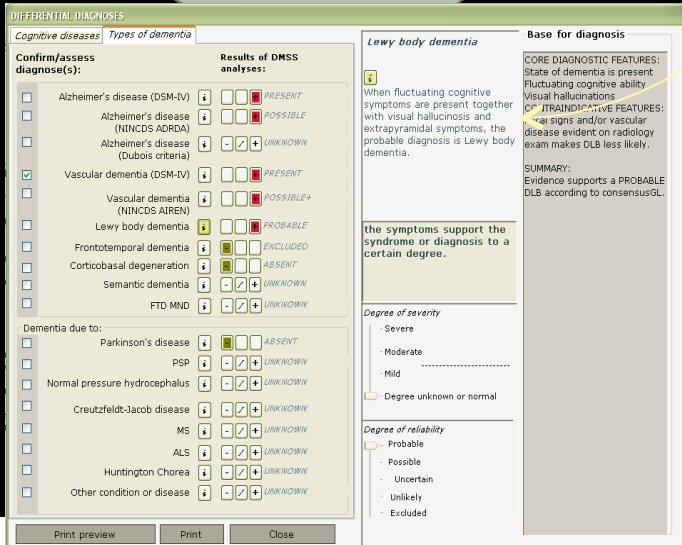 DIFFERENTIAL DIAGNOSES
Cognitive diseases Types of dementia
Confirm/assess
diagnose(s):
Results of DMSS
analyses:
Alzheimer's disease (DSM-IV) i + PRESENT
Alzheimer's disease
(NINCDS ADRDA) i + POSSIBLE
Alzheimer's disease
(Dubois criteria) i - / + UNKNOWN
Vascular dementia (DSM-IV) i + PRESENT
Vascular dementia
(NINCDS AIREN) i + POSSIBLE+
Lewy body dementia i + PROBABLE
Frontotemporal dementia i - EXCLUDED
Corticobasal degeneration i - ABSENT
Semantic dementia i - / + UNKNOWN
FTD MND i - / + UNKNOWN
Dementia due to:
Parkinson's disease i - ABSENT
PSP i - / + UNKNOWN
Normal pressure hydrocephalus i - / + UNKNOWN
Creutzfeldt-Jacob disease i - / + UNKNOWN
MS i - / + UNKNOWN
ALS i - / + UNKNOWN
Huntington Chorea i - / + UNKNOWN
Other condition or disease i - / + UNKNOWN
Print preview Print Close
Lewy body dementia
i
When fluctuating cognitive
symptoms are present together
with visual hallucinosis and
extrapyramidal symptoms, the
probable diagnosis is Lewy body
dementia.
the symptoms support the
syndrome or diagnosis to a
certain degree.
Degree of severity
Severe
Moderate
Mild
Degree unknown or normal
Degree of reliability
Probable
Possible
Uncertain
Unlikely
Excluded
Base for diagnosis
CORE DIAGNOSTIC FEATURES:
State of dementia is present
Fluctuating cognitive ability
Visual hallucinations
CONTRAINDICATIVE FEATURES:
signs and/or vascular
disease evident on radiology
exam makes DLB less likely.
SUMMARY:
Evidence supports a PROBABLE
DLB according to consensusGL.